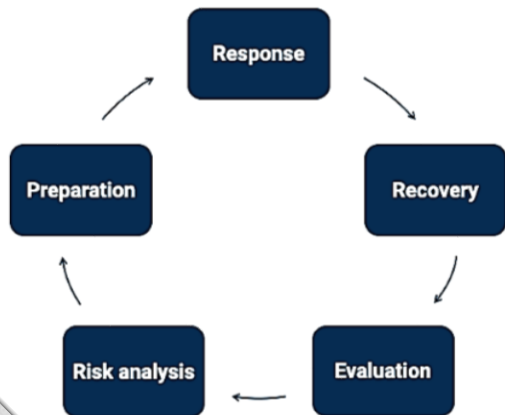 Response
Preparation
Recovery
Risk analysis
Evaluation